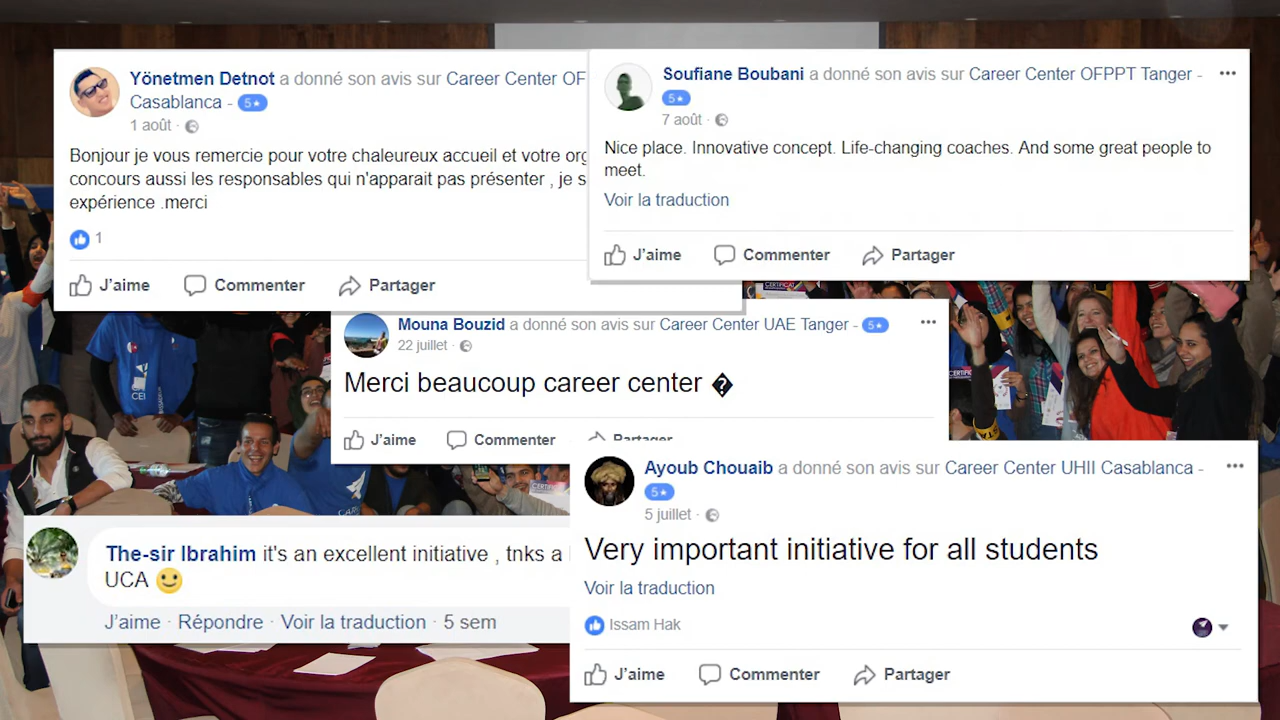 Yönetmen Detnot a donné son avis sur Career Center OF
Casablanca - 5★
1 août ·
Bonjour je vous remercie pour votre chaleureux accueil et votre org
concours aussi les responsables qui n'apparait pas présenter , je s
expérience .merci
1
J'aime Commenter Partager
Soufiane Boubani a donné son avis sur Career Center OFPPT Tanger -
5★
7 août ·
Nice place. Innovative concept. Life-changing coaches. And some great people to
meet.
Voir la traduction
J'aime Commenter Partager
Mouna Bouzid a donné son avis sur Career Center UAE Tanger - 5★
22 juillet ·
Merci beaucoup career center �
J'aime Commenter Partager
The-sir Ibrahim it's an excellent initiative , tnks a
UCA 🙂
J'aime · Répondre · Voir la traduction · 5 sem
Ayoub Chouaib a donné son avis sur Career Center UHII Casablanca -
5★
5 juillet ·
Very important initiative for all students
Voir la traduction
Issam Hak
J'aime Commenter Partager